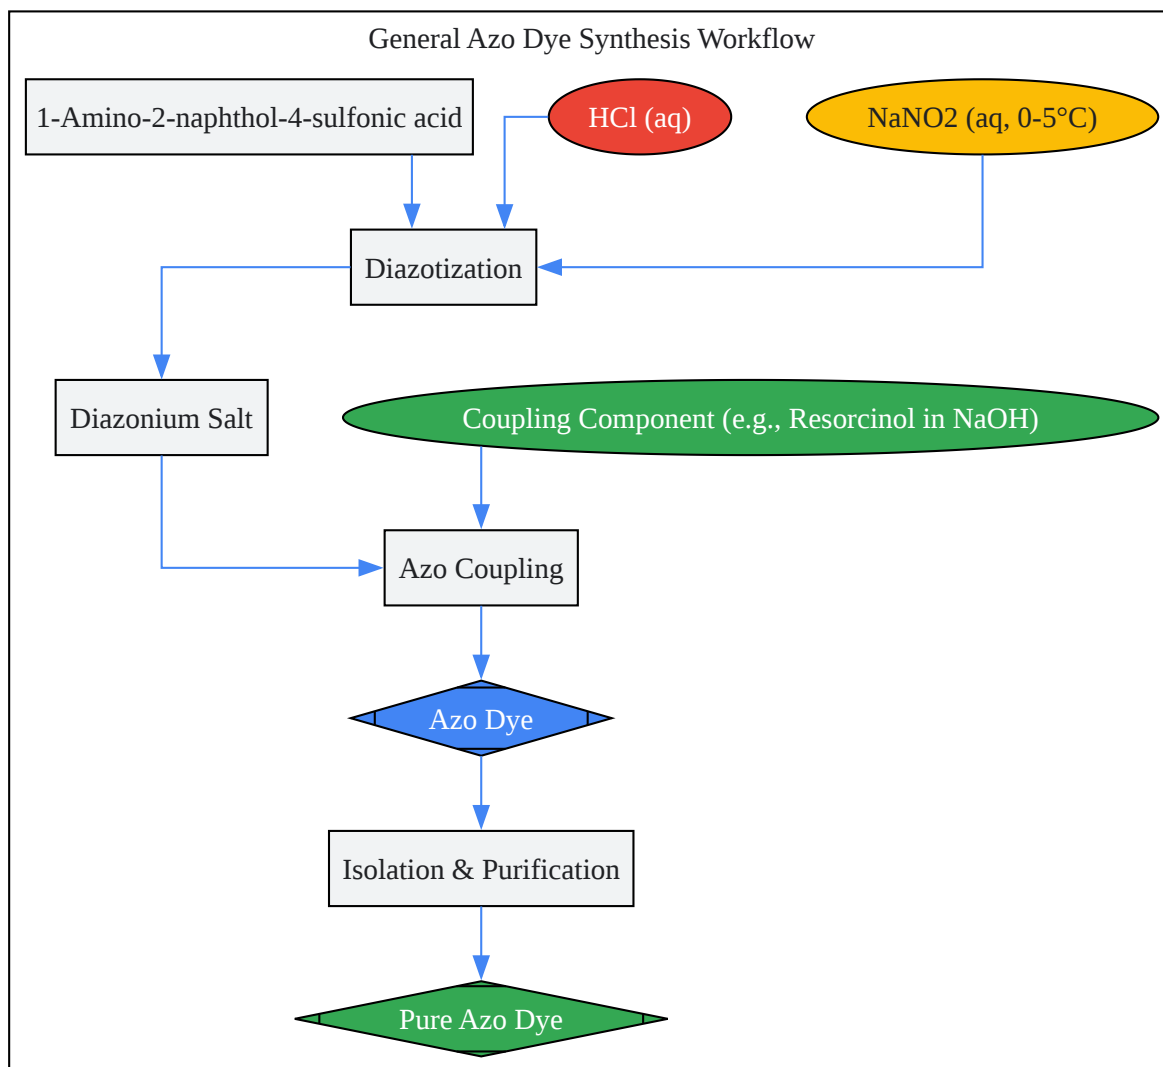 General Azo Dye Synthesis Workflow
1-Amino-2-naphthol-4-sulfonic acid
HCl (aq)
NaNO2 (aq, 0-5°C)
Diazotization
Diazonium Salt
Coupling Component (e.g., Resorcinol in NaOH)
Azo Coupling
Azo Dye
Isolation & Purification
Pure Azo Dye